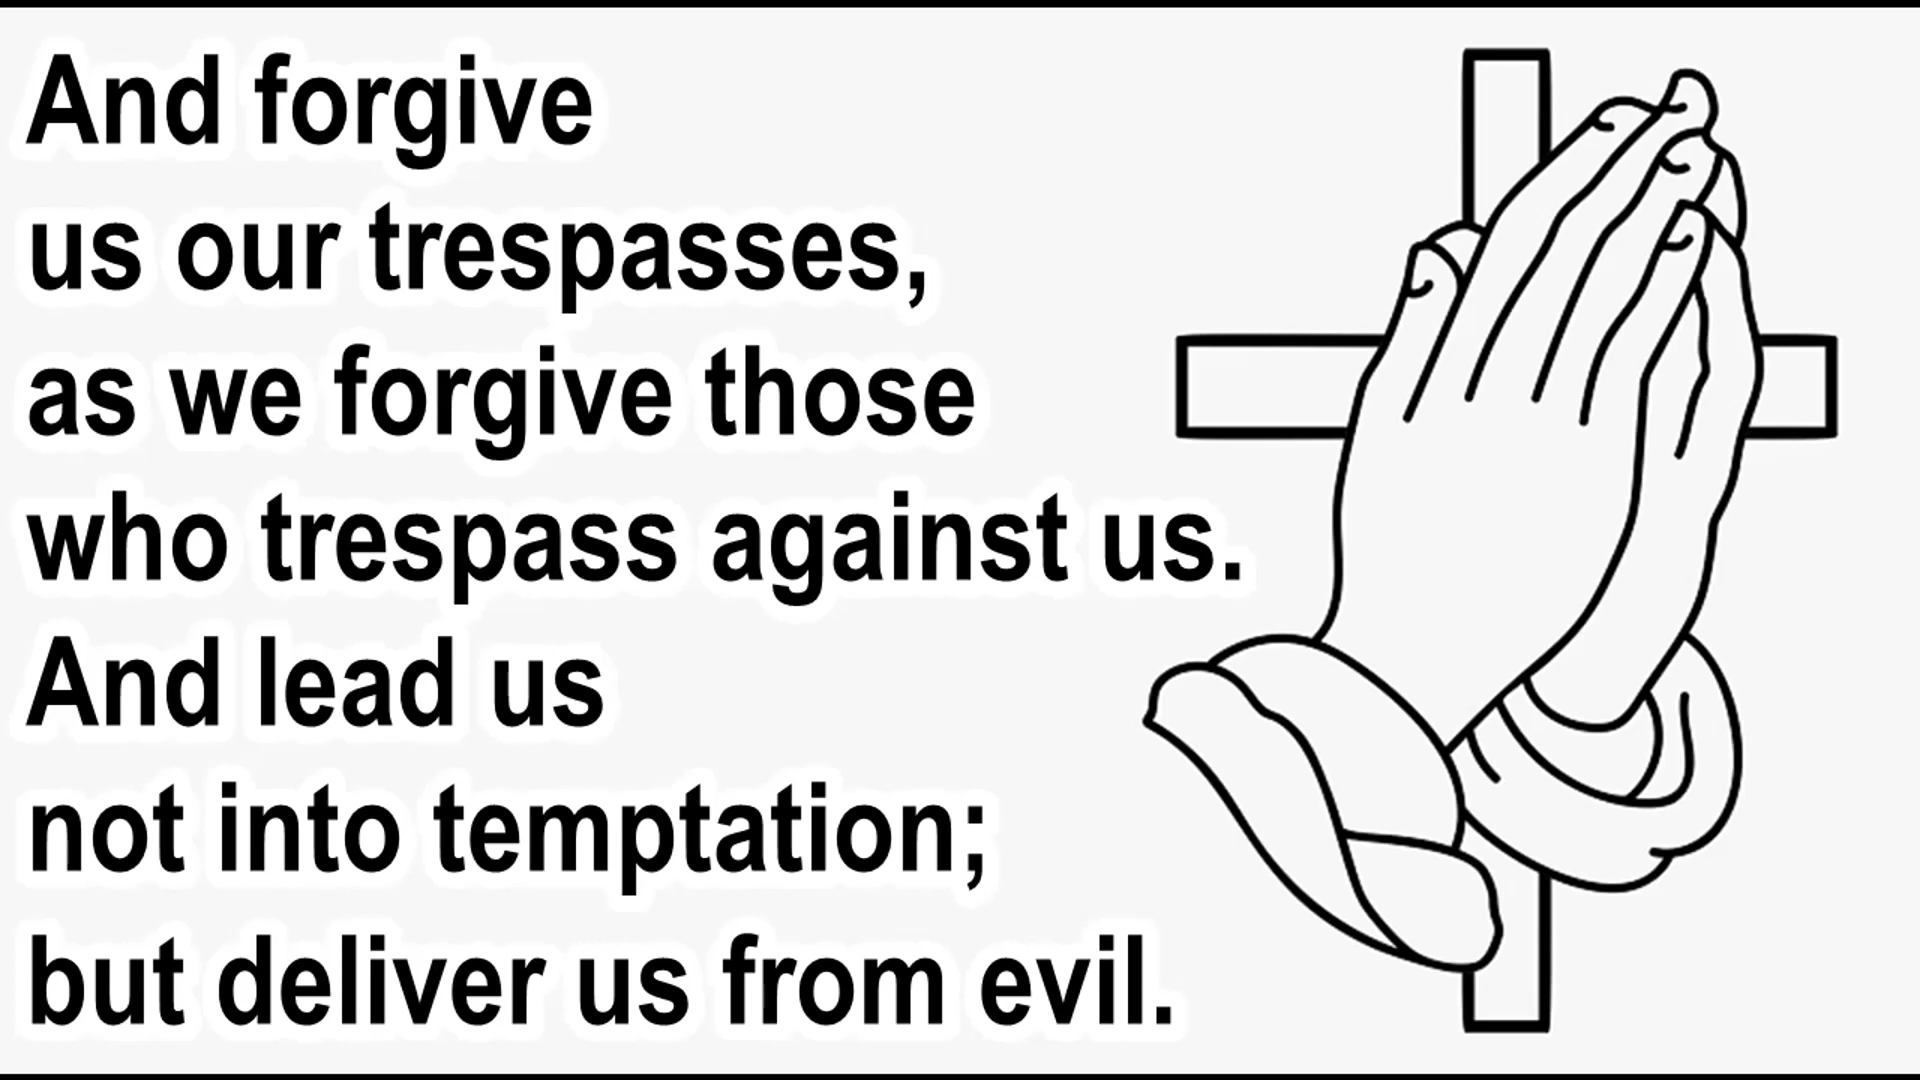 And forgive
us our trespasses,
as we forgive those
who trespass against us.
And lead us
not into temptation;
but deliver us from evil.